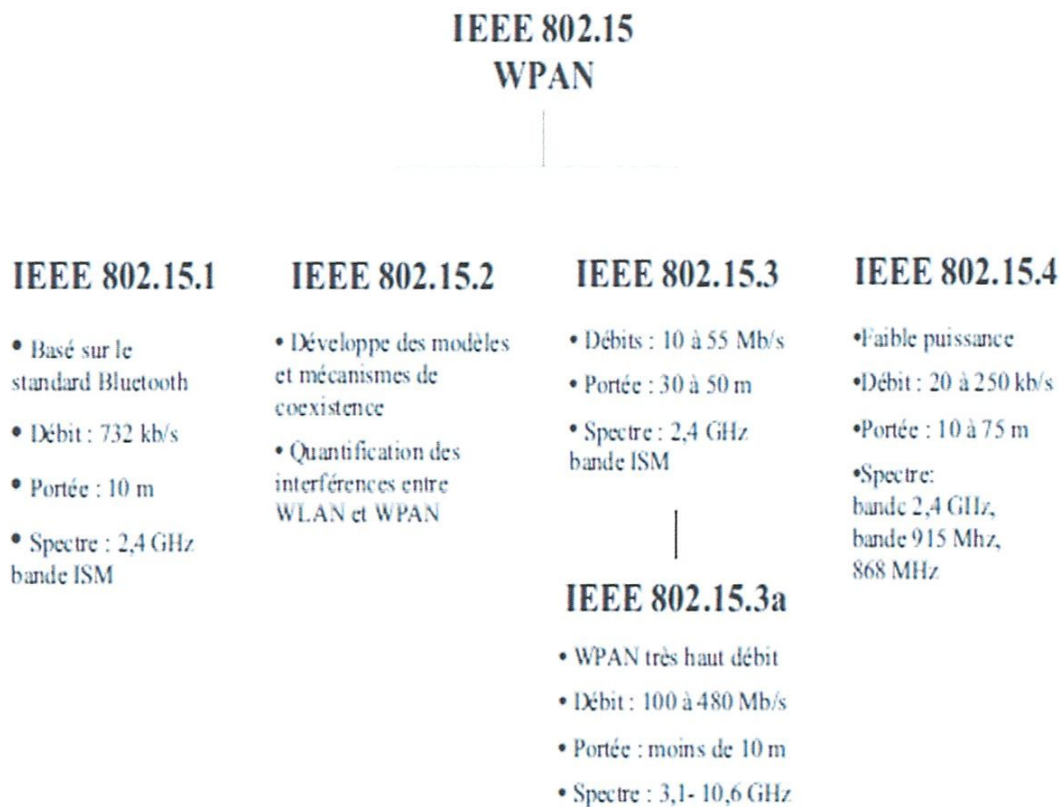 IEEE 802.15
WPAN
IEEE 802.15.1
• Basé sur le
standard Bluetooth
• Débit : 732 kb/s
• Portée : 10 m
• Spectre : 2,4 GHz
bande ISM
IEEE 802.15.2
• Développe des modèles
et mécanismes de
coexistence
• Quantification des
interférences entre
WLAN et WPAN
IEEE 802.15.3
• Débits : 10 à 55 Mb/s
• Portée : 30 à 50 m
• Spectre : 2,4 GHz
bande ISM
IEEE 802.15.3a
• WPAN très haut débit
• Débit : 100 à 480 Mb/s
• Portée : moins de 10 m
• Spectre : 3,1- 10,6 GHz
IEEE 802.15.4
•Faible puissance
•Débit: 20 à 250 kb/s
•Portée : 10 à 75 m
•Spectre:
bande 2,4 GHz,
bande 915 Mhz,
868 MHz